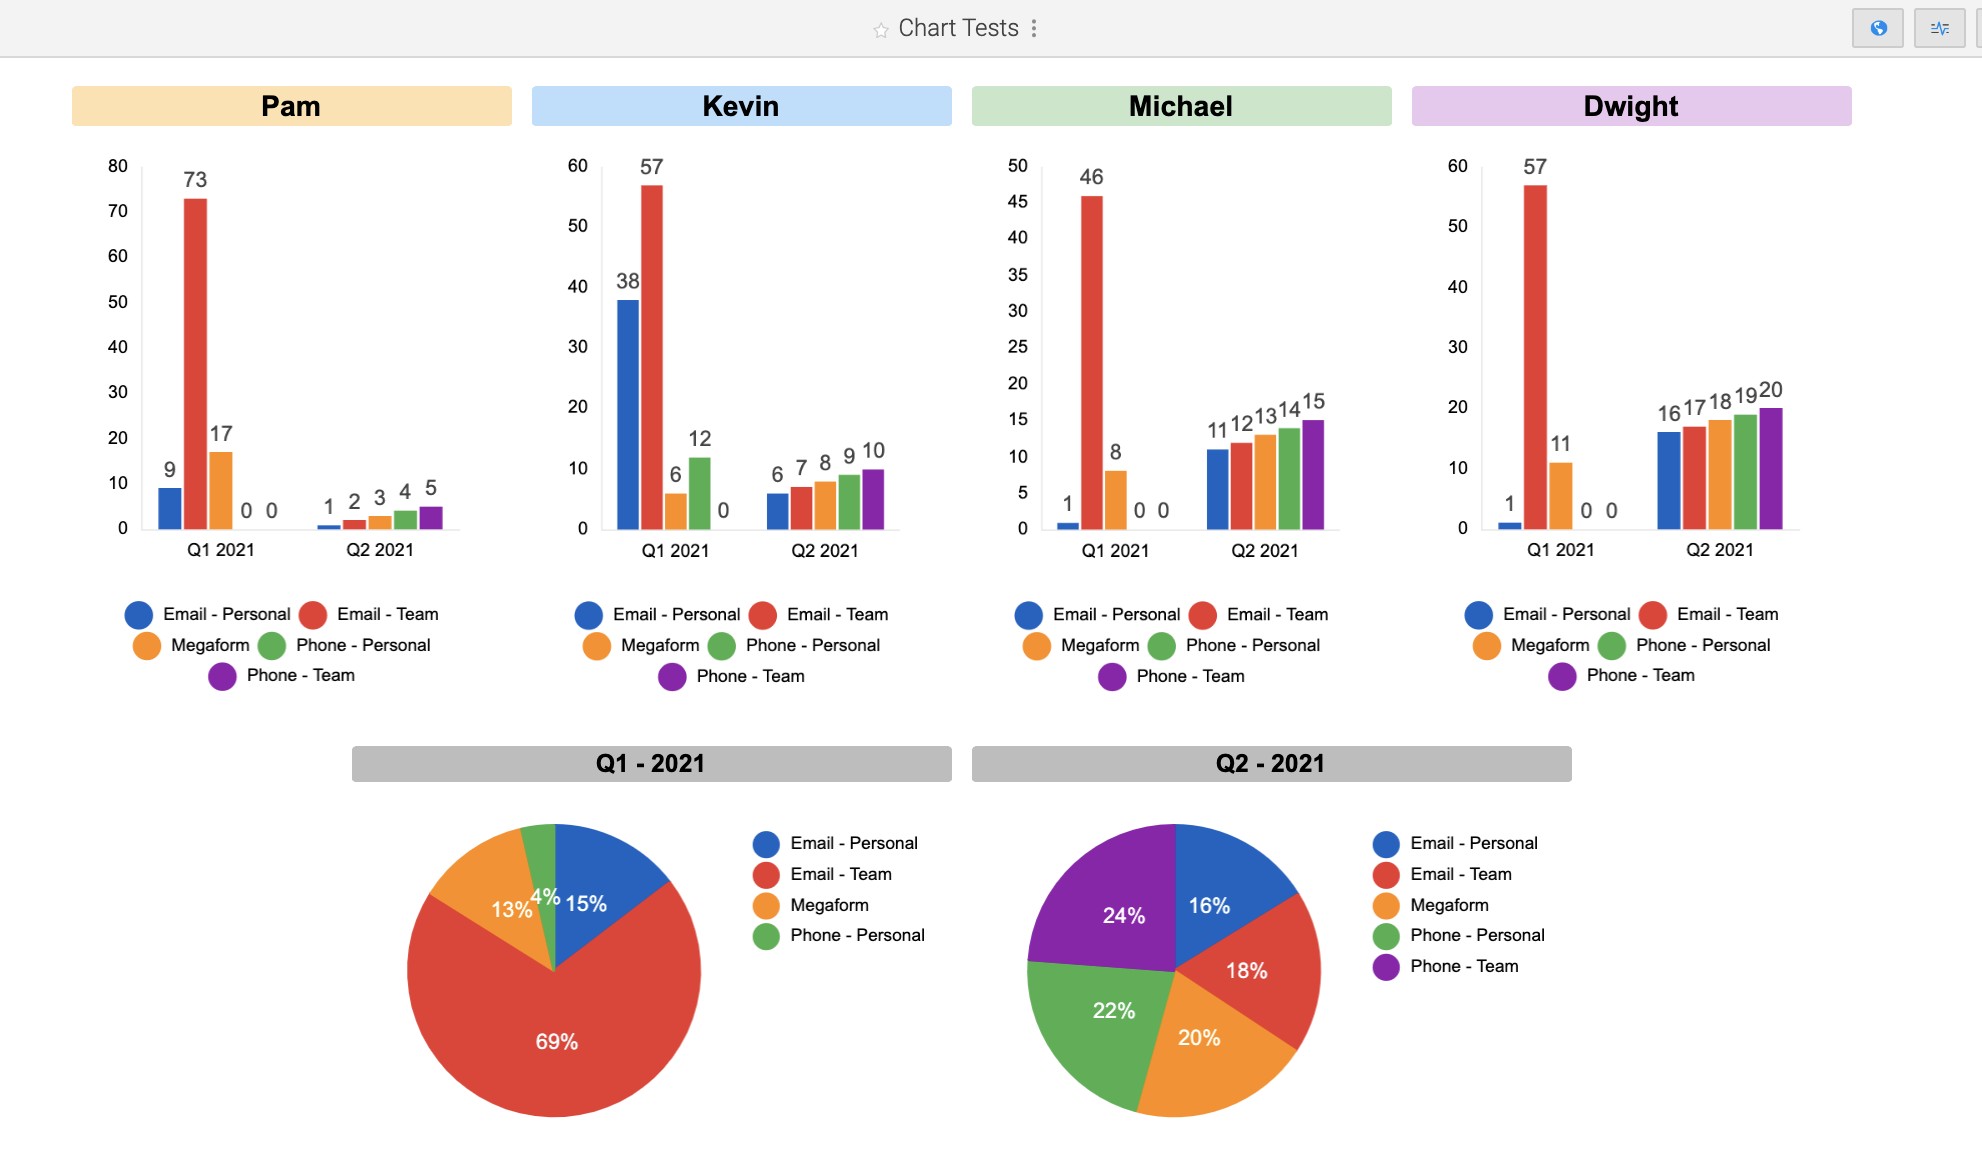 Chart Tests
Pam
Kevin
Michael
Dwight
80
70
60
50
40
30
20
10
0
9
73
17
0
0
1
2
3
4
5
Q1 2021
Q2 2021
Email - Personal
Email - Team
Megaform
Phone - Personal
Phone - Team
60
50
40
30
20
10
0
38
57
6
12
0
6
7
8
9
10
Q1 2021
Q2 2021
Email - Personal
Email - Team
Megaform
Phone - Personal
Phone - Team
50
45
40
35
30
25
20
15
10
5
0
1
46
8
0
0
11
12
13
14
15
Q1 2021
Q2 2021
Email - Personal
Email - Team
Megaform
Phone - Personal
Phone - Team
60
50
40
30
20
10
0
1
57
11
0
0
16
17
18
19
20
Q1 2021
Q2 2021
Email - Personal
Email - Team
Megaform
Phone - Personal
Phone - Team
Q1 - 2021
15%
69%
13%
4%
Email - Personal
Email - Team
Megaform
Phone - Personal
Q2 - 2021
16%
18%
20%
22%
24%
Email - Personal
Email - Team
Megaform
Phone - Personal
Phone - Team